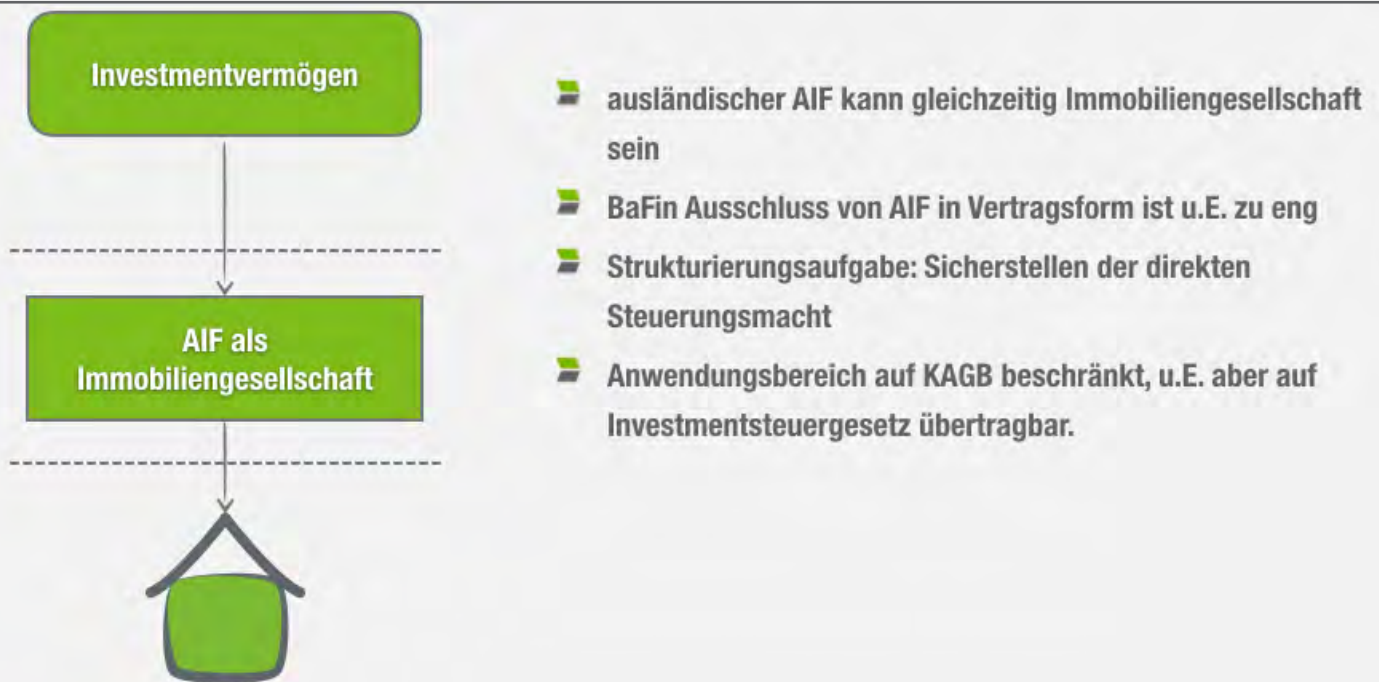 Investmentvermögen
AIF als
Immobiliengesellschaft
ausländischer AIF kann gleichzeitig Immobiliengesellschaft
sein
BaFin Ausschluss von AIF in Vertragsform ist u.E. zu eng
Strukturierungsaufgabe: Sicherstellen der direkten
Steuerungsmacht
Anwendungsbereich auf KAGB beschränkt, u.E. aber auf
Investmentsteuergesetz übertragbar.